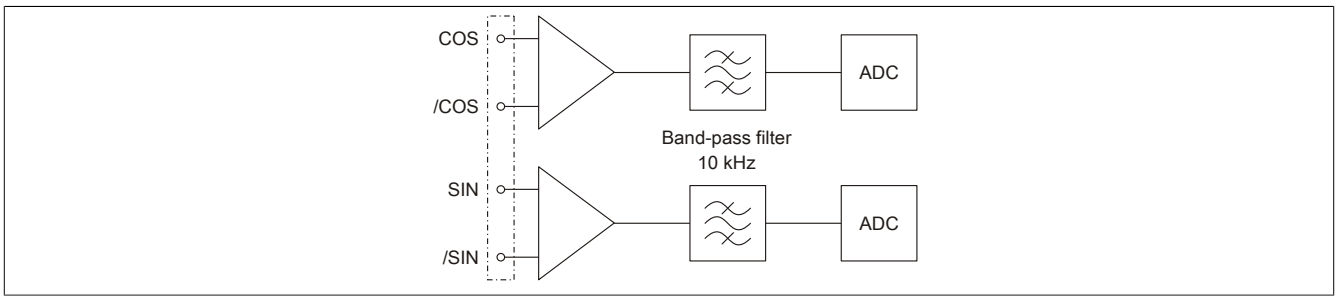 COS
ADC
/COS
Band-pass filter
10 kHz
SIN
ADC
/SIN